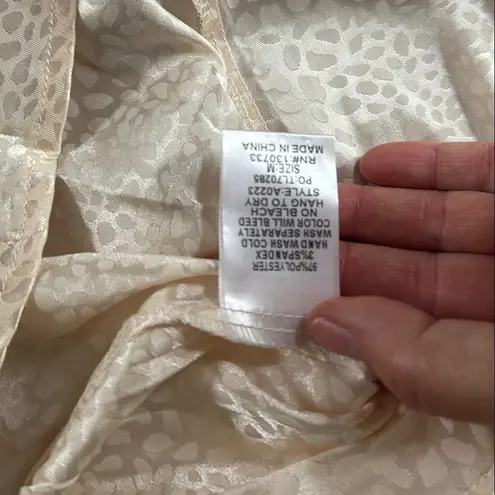 97%POLYESTER
3%SPANDEX
HAND WASH COLD
WASH SEPARATELY
COLOR WILL BLEED
NO BLEACH
HANG TO DRY
STYLE:A0223
PO:TL70285
SIZE:M
RN#:130733
MADE IN CHINA